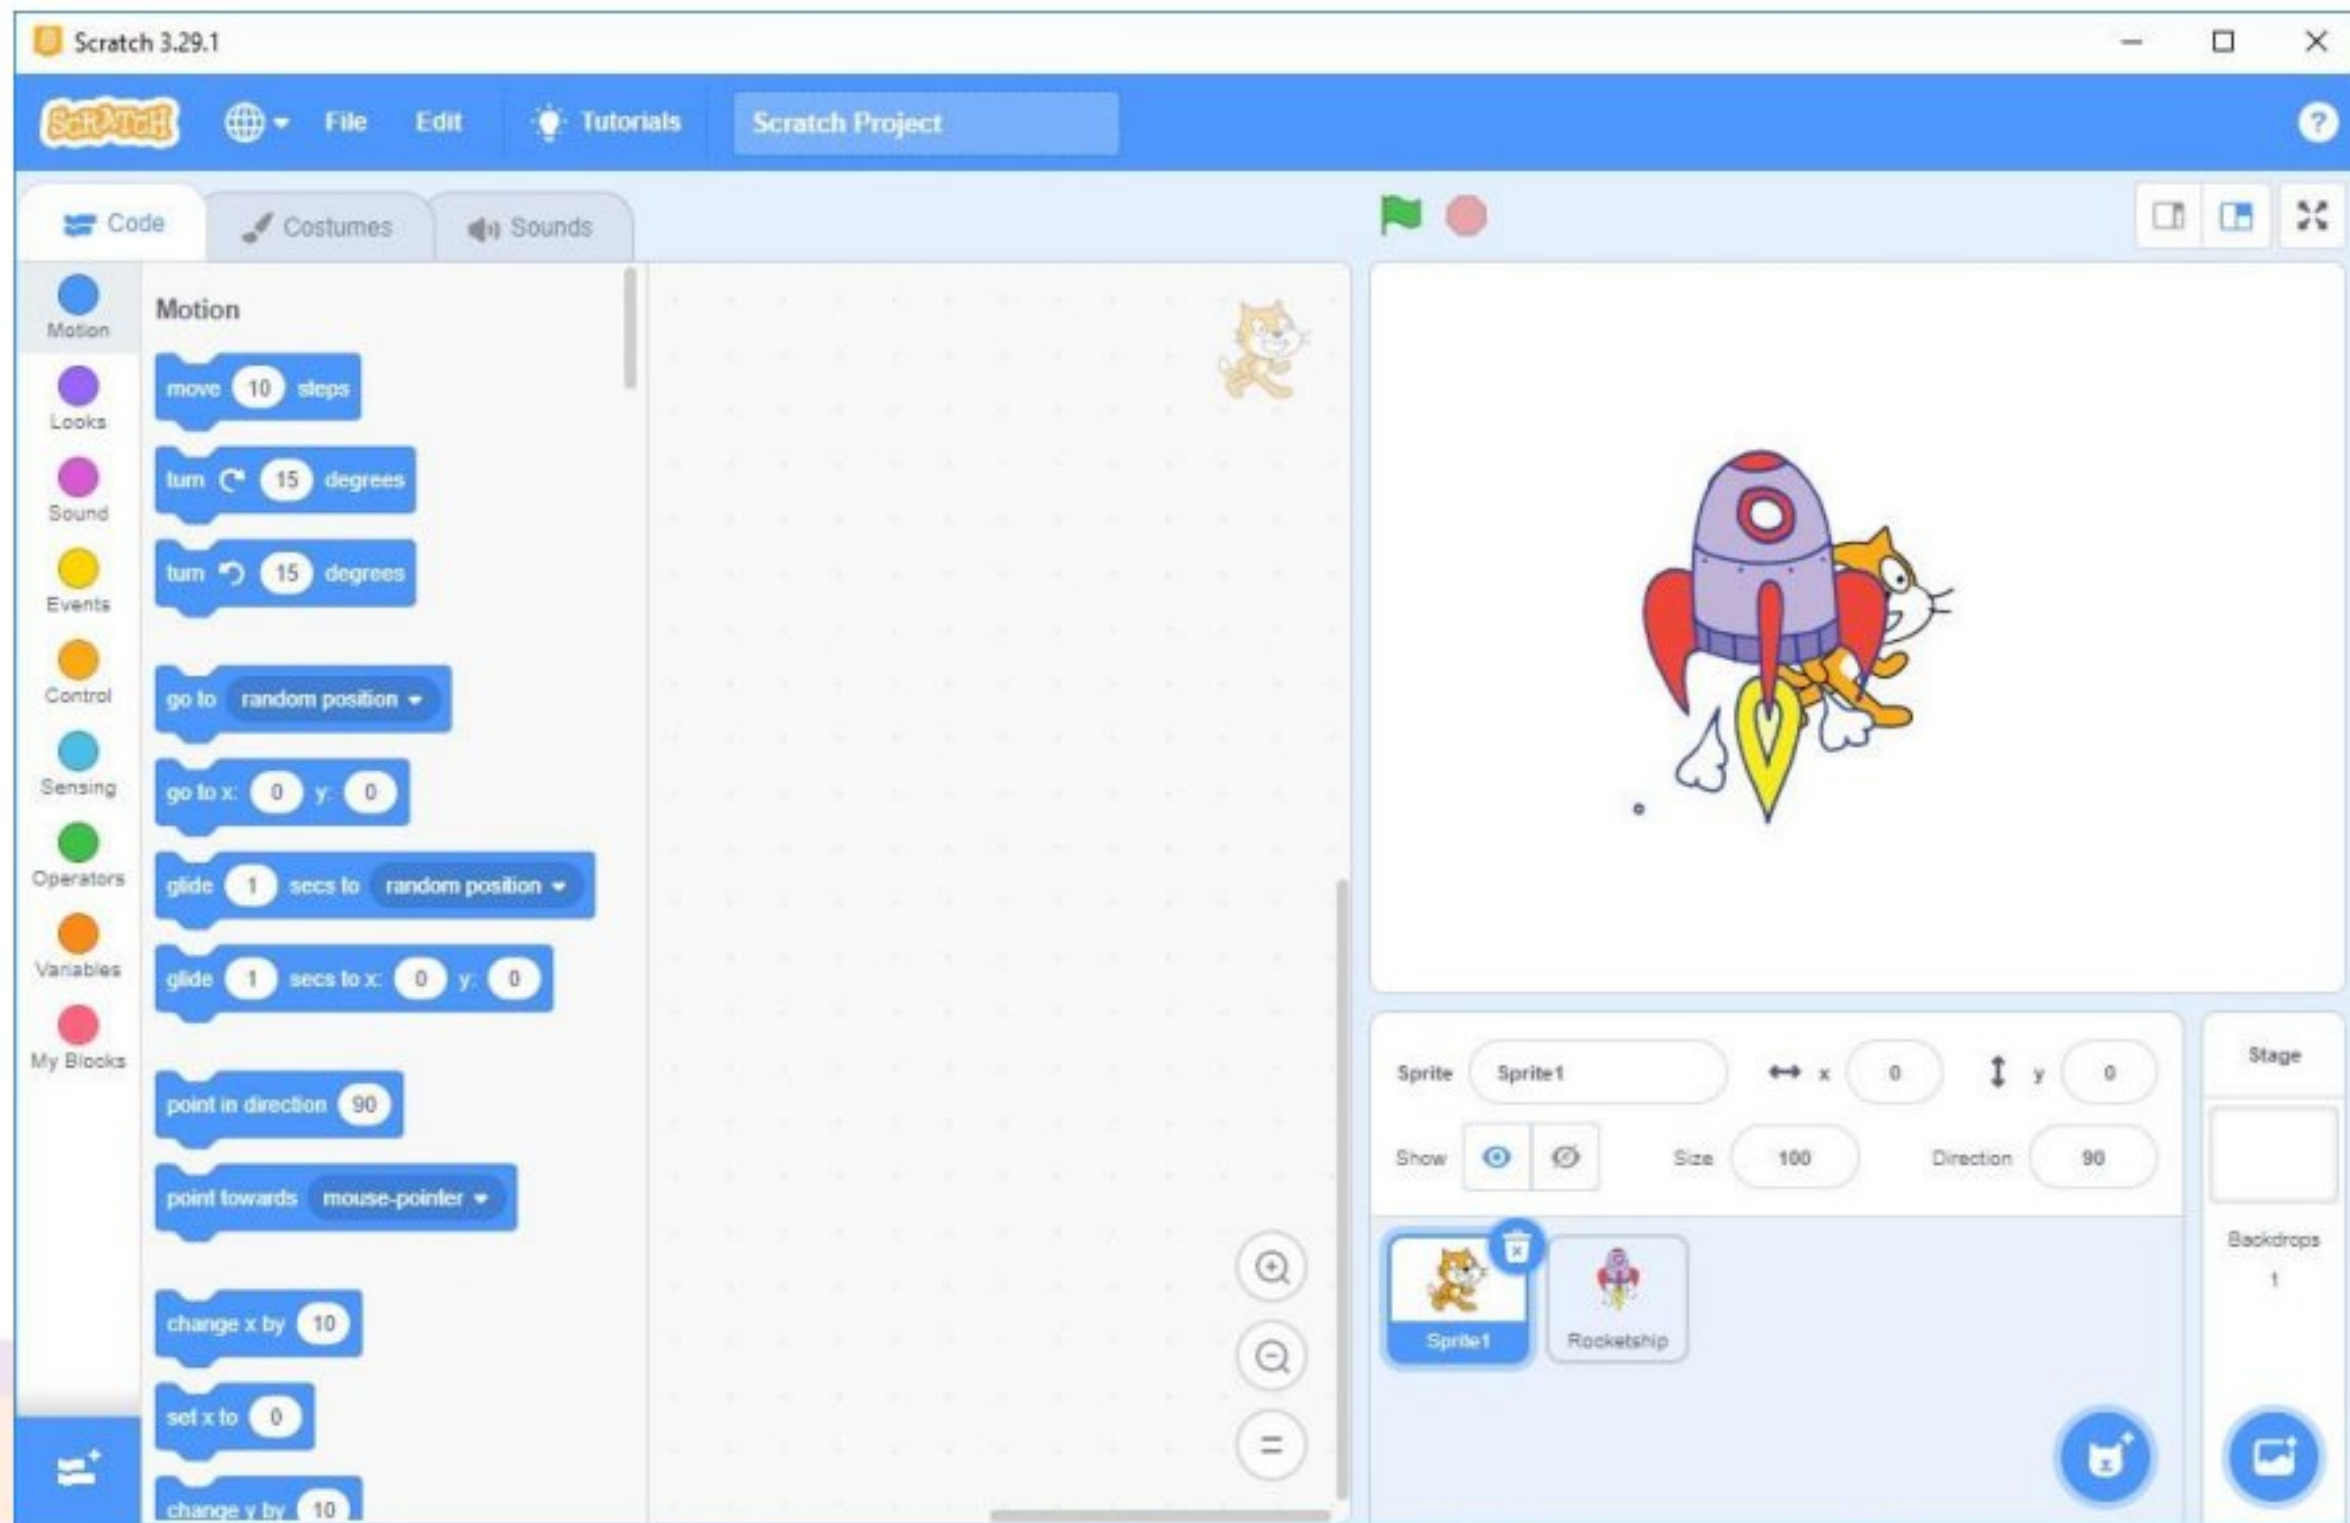 Scratch 3.29.1
SCRATCH File Edit Tutorials Scratch Project ?
Code Costumes Sounds
Motion
Looks
Sound
Events
Control
Sensing
Operators
Variables
My Blocks
Motion
move 10 steps
turn 15 degrees
turn 15 degrees
go to random position
go to x: 0 y: 0
glide 1 secs to random position
glide 1 secs to x: 0 y: 0
point in direction 90
point towards mouse-pointer
change x by 10
set x to 0
change y by 10
Sprite Sprite1 x 0 y 0
Show Size 100 Direction 90
Sprite1 Rocketship
Stage
Backdrops
1